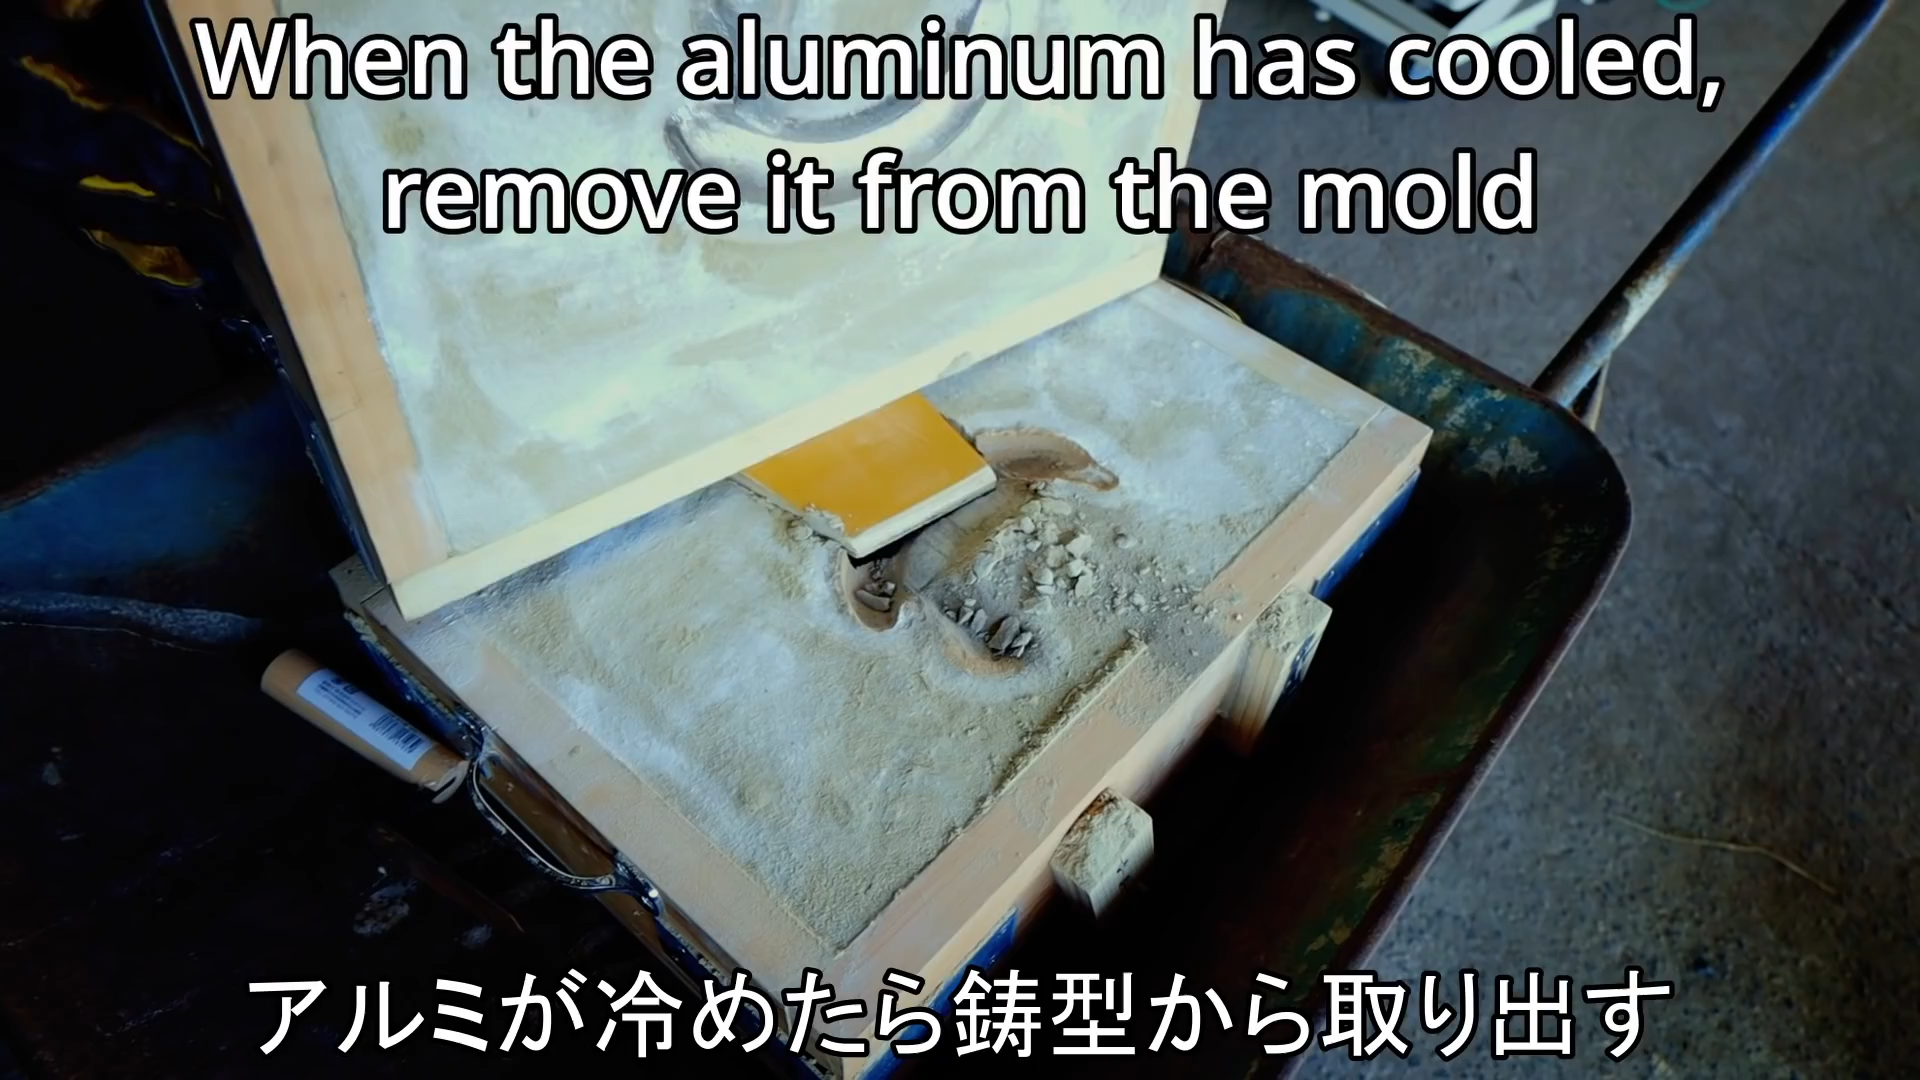 When the aluminum has cooled,
remove it from the mold
アルミが冷めたら鋳型から取り出す